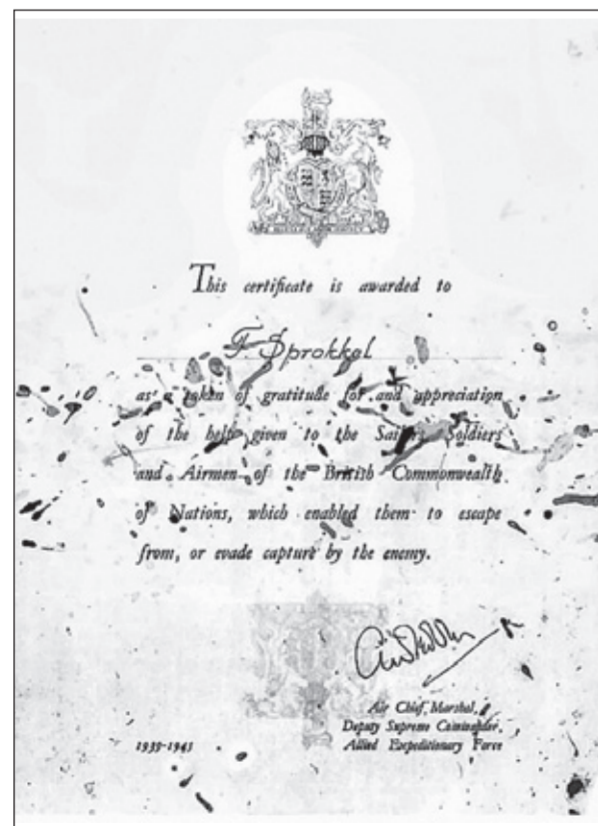 This certificate is awarded to
F. Sprokkel
as a token of gratitude for and appreciation
of the help given to the Sailors Soldiers
and Airmen of the British Commonwealth
of Nations, which enabled them to escape
from, or evade capture by the enemy.
Air Chief Marshal,
Deputy Supreme Commander,
1939-1945 Allied Expeditionary Force